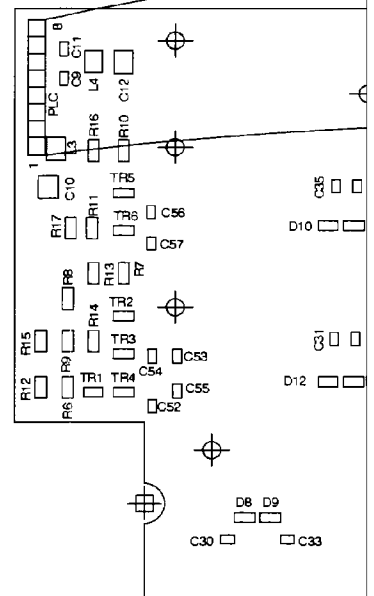 8
C11
C9
L4
C12
PLC
R16
R10
1
L3
C10
TR5
C35
R17
R11
TR6
C56
D10
C57
R8
R13
R7
TR2
R15
R9
R14
TR3
C54
C53
C31
R12
R6
TR1
TR4
C55
C52
D12
D8
D9
C30
C33